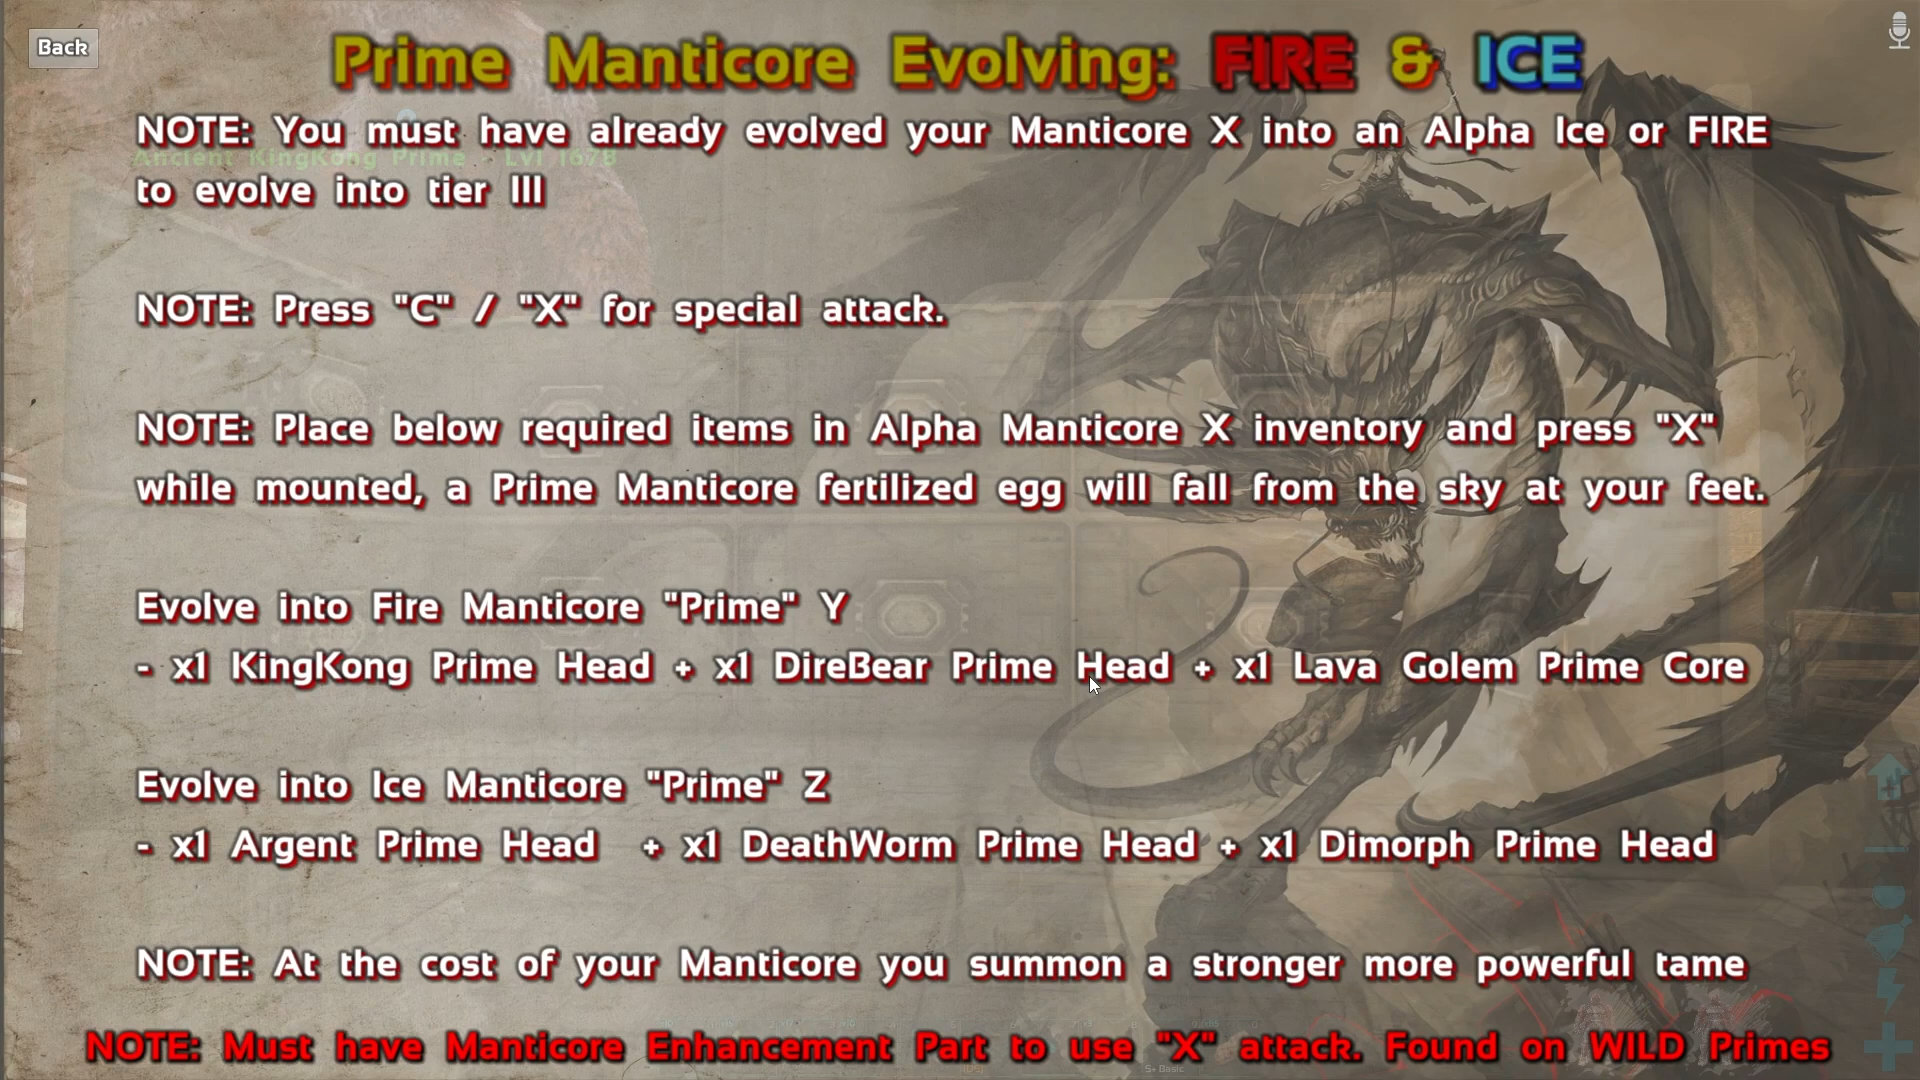 Back
Prime Manticore Evolving: FIRE & ICE
NOTE: You must have already evolved your Manticore X into an Alpha Ice or FIRE
Ancient KingKong Prime - Lvl 1678
to evolve into tier III
NOTE: Press "C" / "X" for special attack.
NOTE: Place below required items in Alpha Manticore X inventory and press "X"
while mounted, a Prime Manticore fertilized egg will fall from the sky at your feet.
Evolve into Fire Manticore "Prime" Y
- x1 KingKong Prime Head + x1 DireBear Prime Head + x1 Lava Golem Prime Core
Evolve into Ice Manticore "Prime" Z
- x1 Argent Prime Head + x1 DeathWorm Prime Head + x1 Dimorph Prime Head
NOTE: At the cost of your Manticore you summon a stronger more powerful tame
NOTE: Must have Manticore Enhancement Part to use "X" attack. Found on WILD Primes
S+ Basic